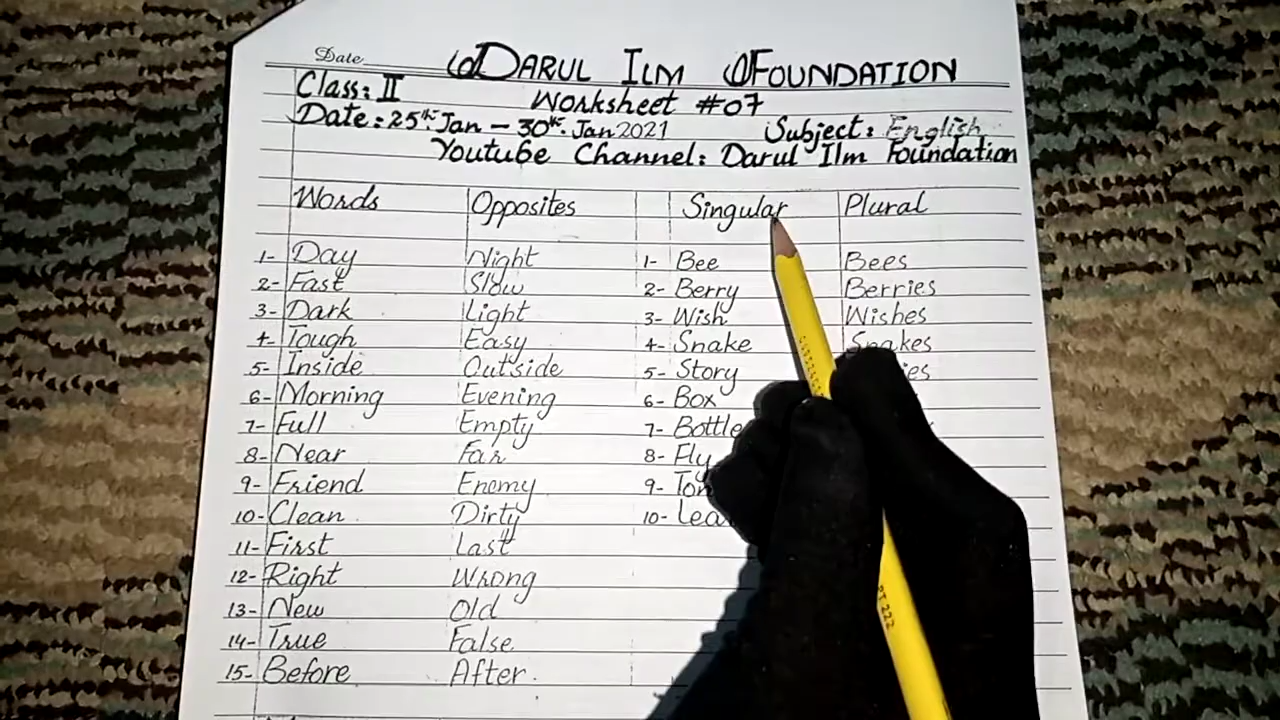 Date
DARUL ILM FOUNDATION
Class: II
Worksheet #07
Date: 25th Jan – 30th Jan 2021
Subject: English
Youtube Channel: Darul Ilm Foundation
Words Opposites Singular Plural
1- Day Night 1- Bee Bees
2- Fast Slow 2- Berry Berries
3- Dark Light 3- Wish Wishes
4- Tough Easy 4- Snake Snakes
5- Inside Outside 5- Story
6- Morning Evening 6- Box
7- Full Empty 7- Bottle
8- Near Far 8- Fly
9- Friend Enemy 9-
10- Clean Dirty 10-
11- First Last
12- Right Wrong
13- New Old
14- True False
15- Before After.
PT 222